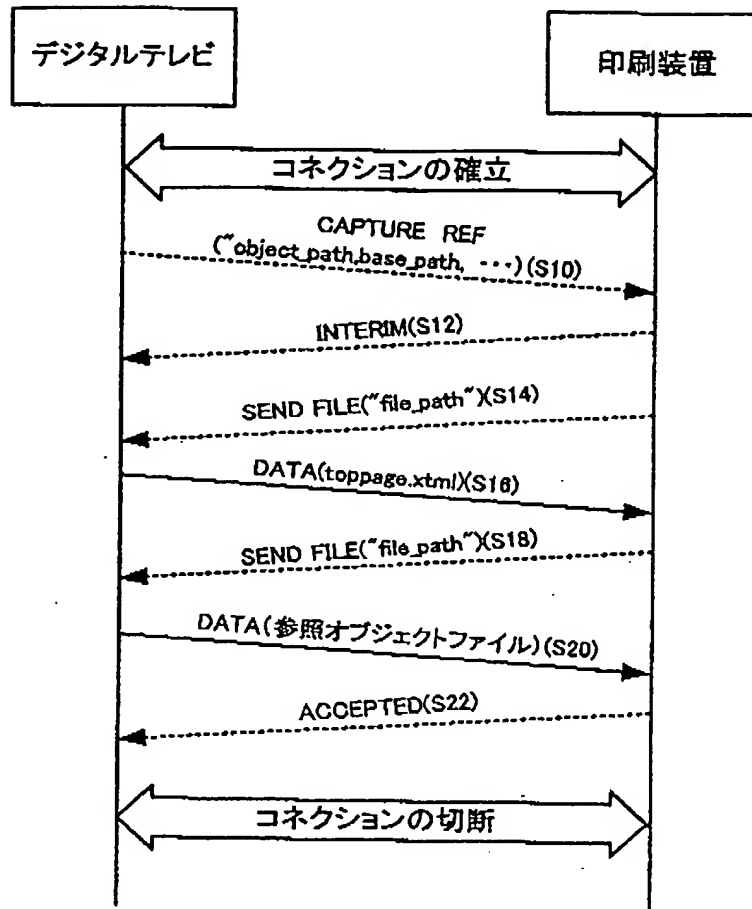 デジタルテレビ
印刷装置
コネクションの確立
CAPTURE REF
("object_path,base_path, ･･･)(S10)
INTERIM(S12)
SEND FILE("file_path")(S14)
DATA(toppage.xtml)(S16)
SEND FILE("file_path")(S18)
DATA(参照オブジェクトファイル)(S20)
ACCEPTED(S22)
コネクションの切断